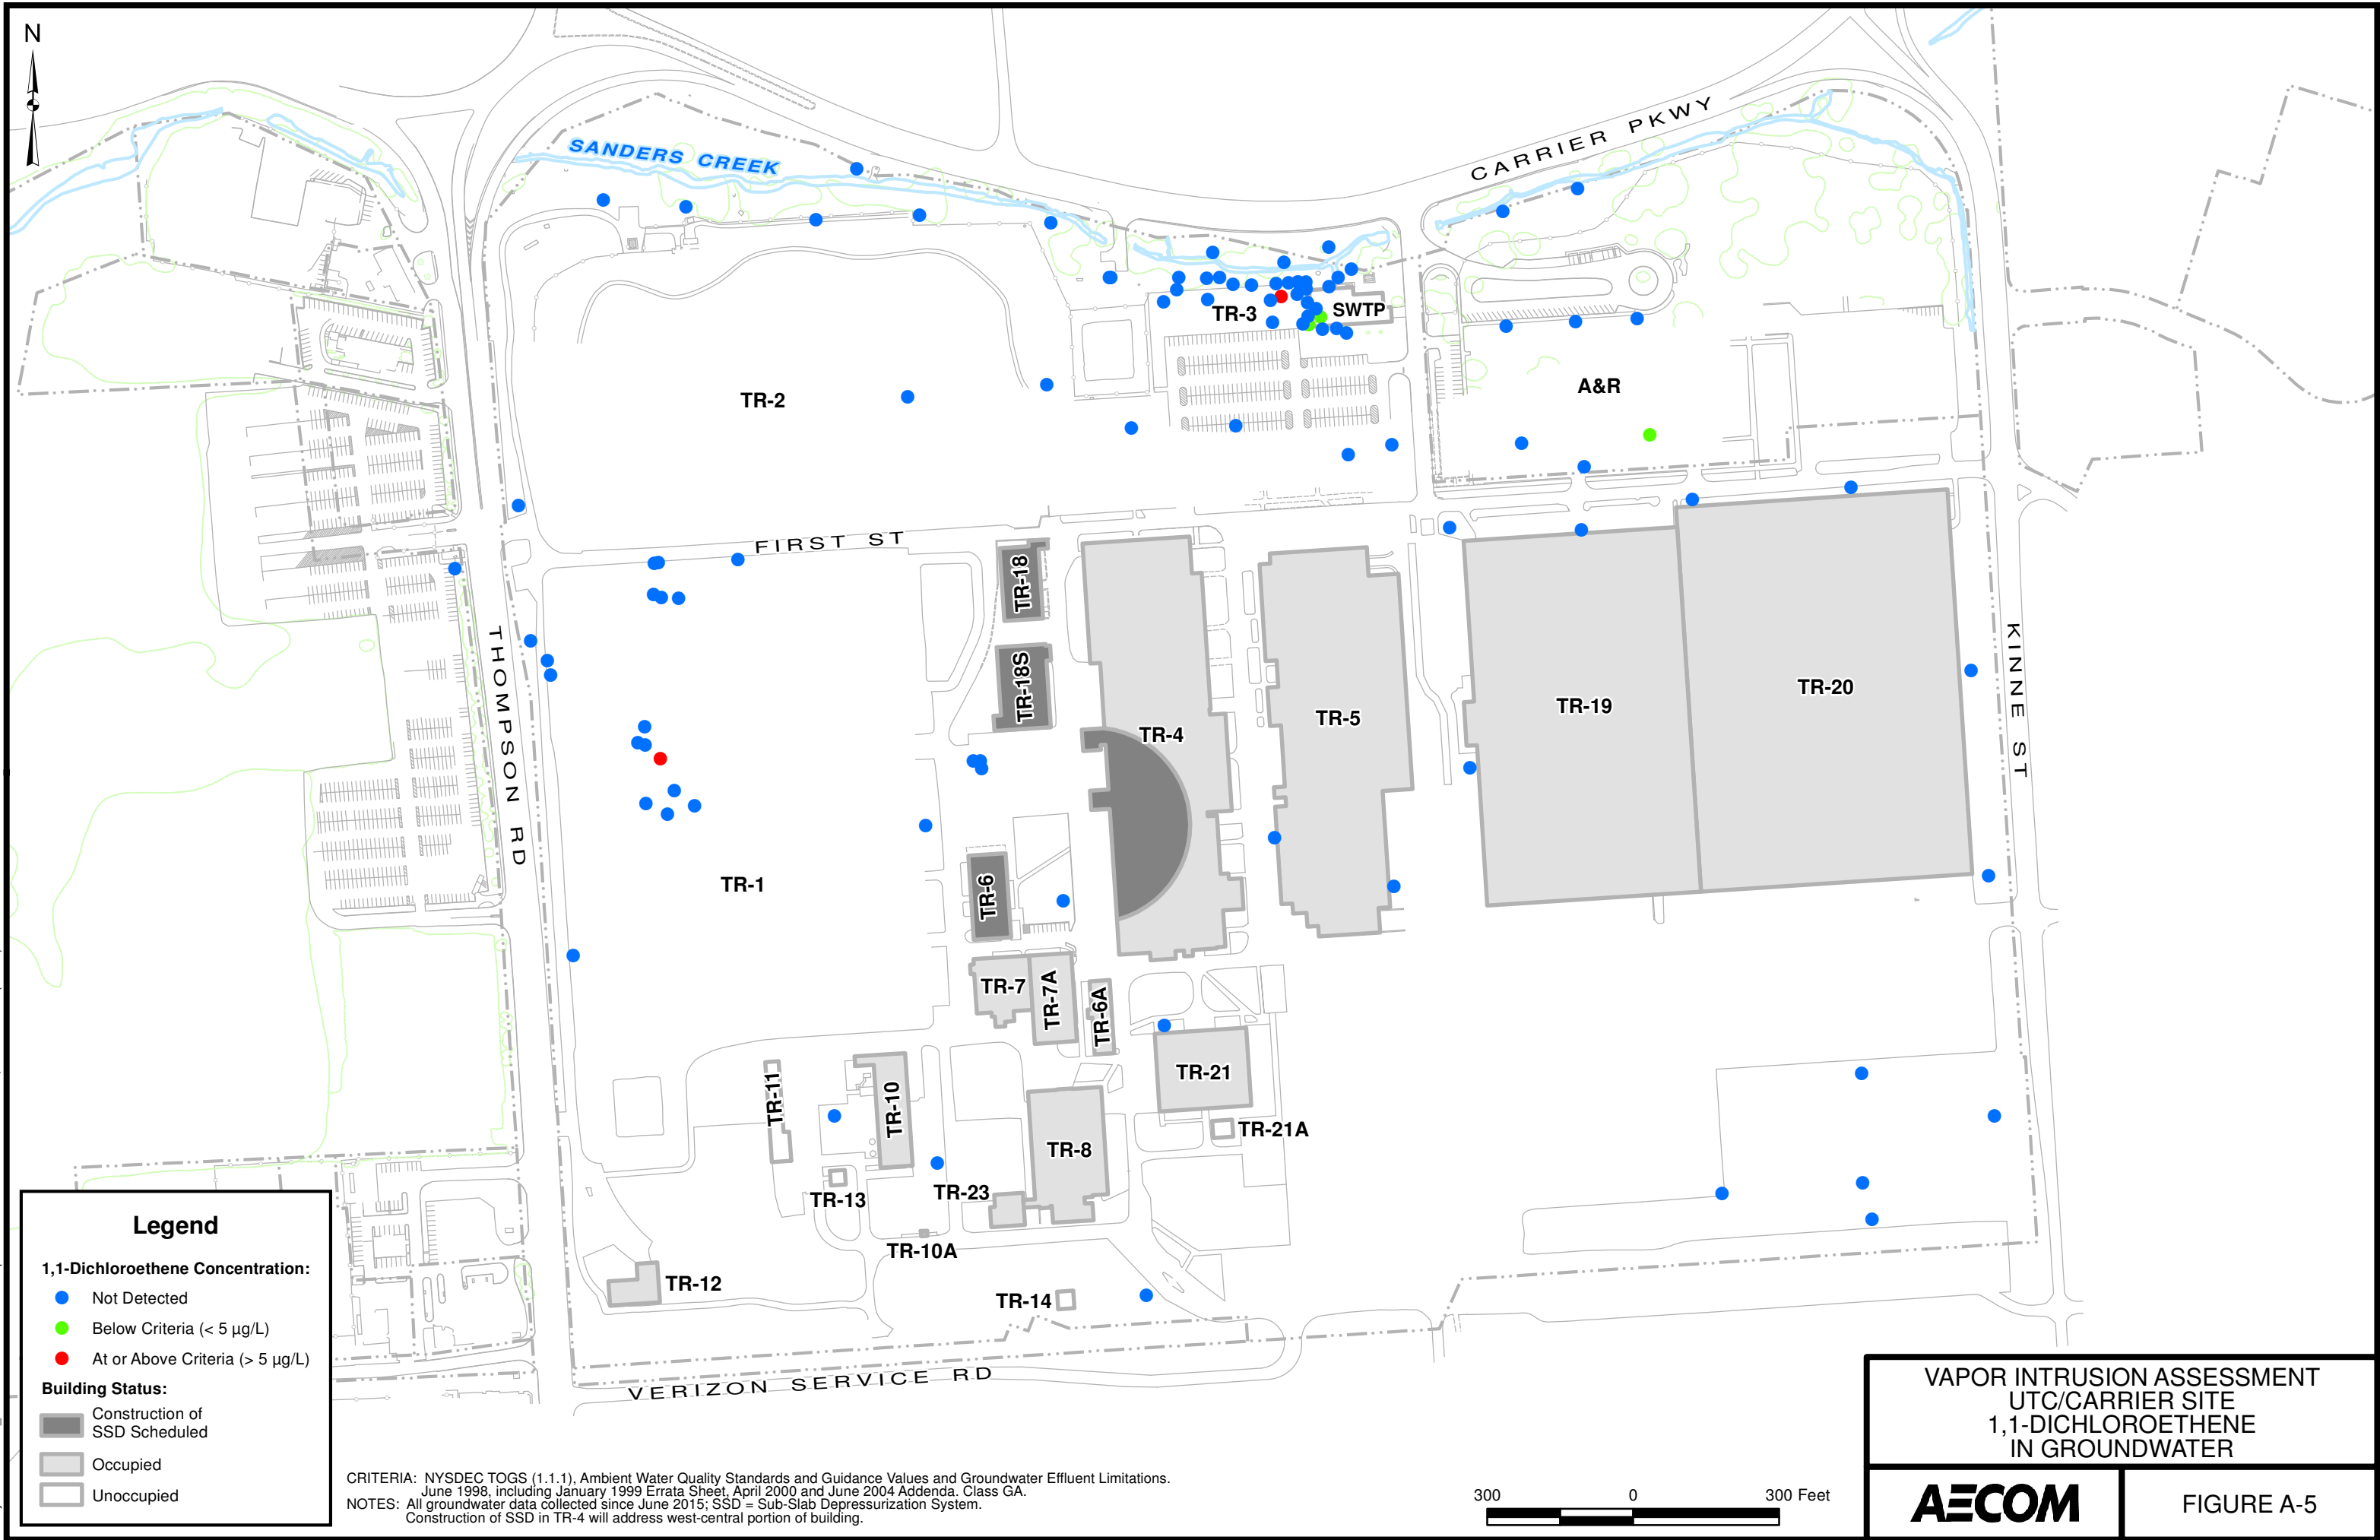 N
SANDERS CREEK
CARRIER PKWY
TR-3
SWTP
TR-2
A&R
FIRST ST
TR-18
TR-18S
THOMPSON RD
KINNE ST
TR-4
TR-5
TR-19
TR-20
TR-1
TR-6
TR-7
TR-7A
TR-6A
TR-21
TR-11
TR-10
TR-21A
TR-8
TR-13
TR-23
TR-10A
TR-12
TR-14
VERIZON SERVICE RD
Legend
1,1-Dichloroethene Concentration:
Not Detected
Below Criteria (< 5 µg/L)
At or Above Criteria (> 5 µg/L)
Building Status:
Construction of
SSD Scheduled
Occupied
Unoccupied
CRITERIA: NYSDEC TOGS (1.1.1), Ambient Water Quality Standards and Guidance Values and Groundwater Effluent Limitations.
June 1998, including January 1999 Errata Sheet, April 2000 and June 2004 Addenda. Class GA.
NOTES: All groundwater data collected since June 2015; SSD = Sub-Slab Depressurization System.
Construction of SSD in TR-4 will address west-central portion of building.
300 0 300 Feet
VAPOR INTRUSION ASSESSMENT
UTC/CARRIER SITE
1,1-DICHLOROETHENE
IN GROUNDWATER
AECOM
FIGURE A-5